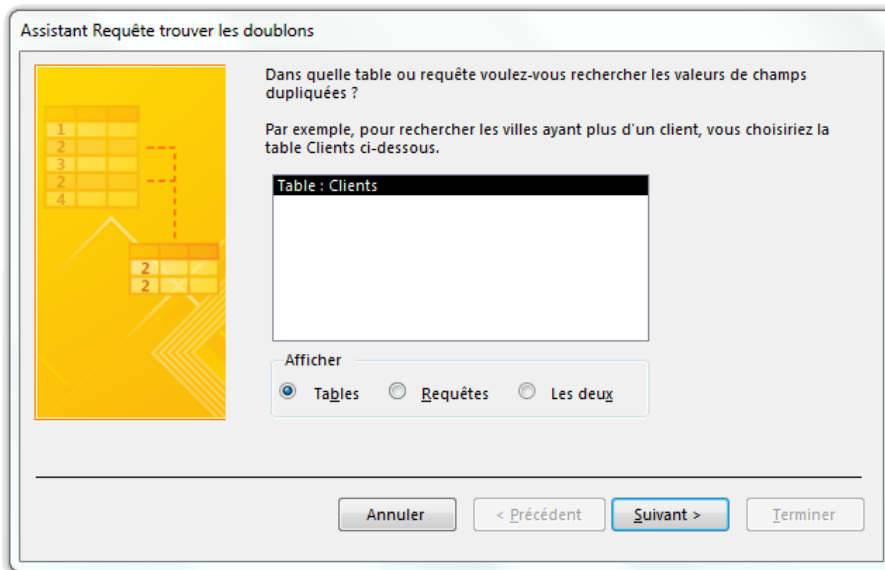 Assistant Requête trouver les doublons
Dans quelle table ou requête voulez-vous rechercher les valeurs de champs
dupliquées ?
Par exemple, pour rechercher les villes ayant plus d'un client, vous choisiriez la
table Clients ci-dessous.
1
2
3
2
4
2
2
Table : Clients
Afficher
Tables Requêtes Les deux
Annuler < Précédent Suivant > Terminer